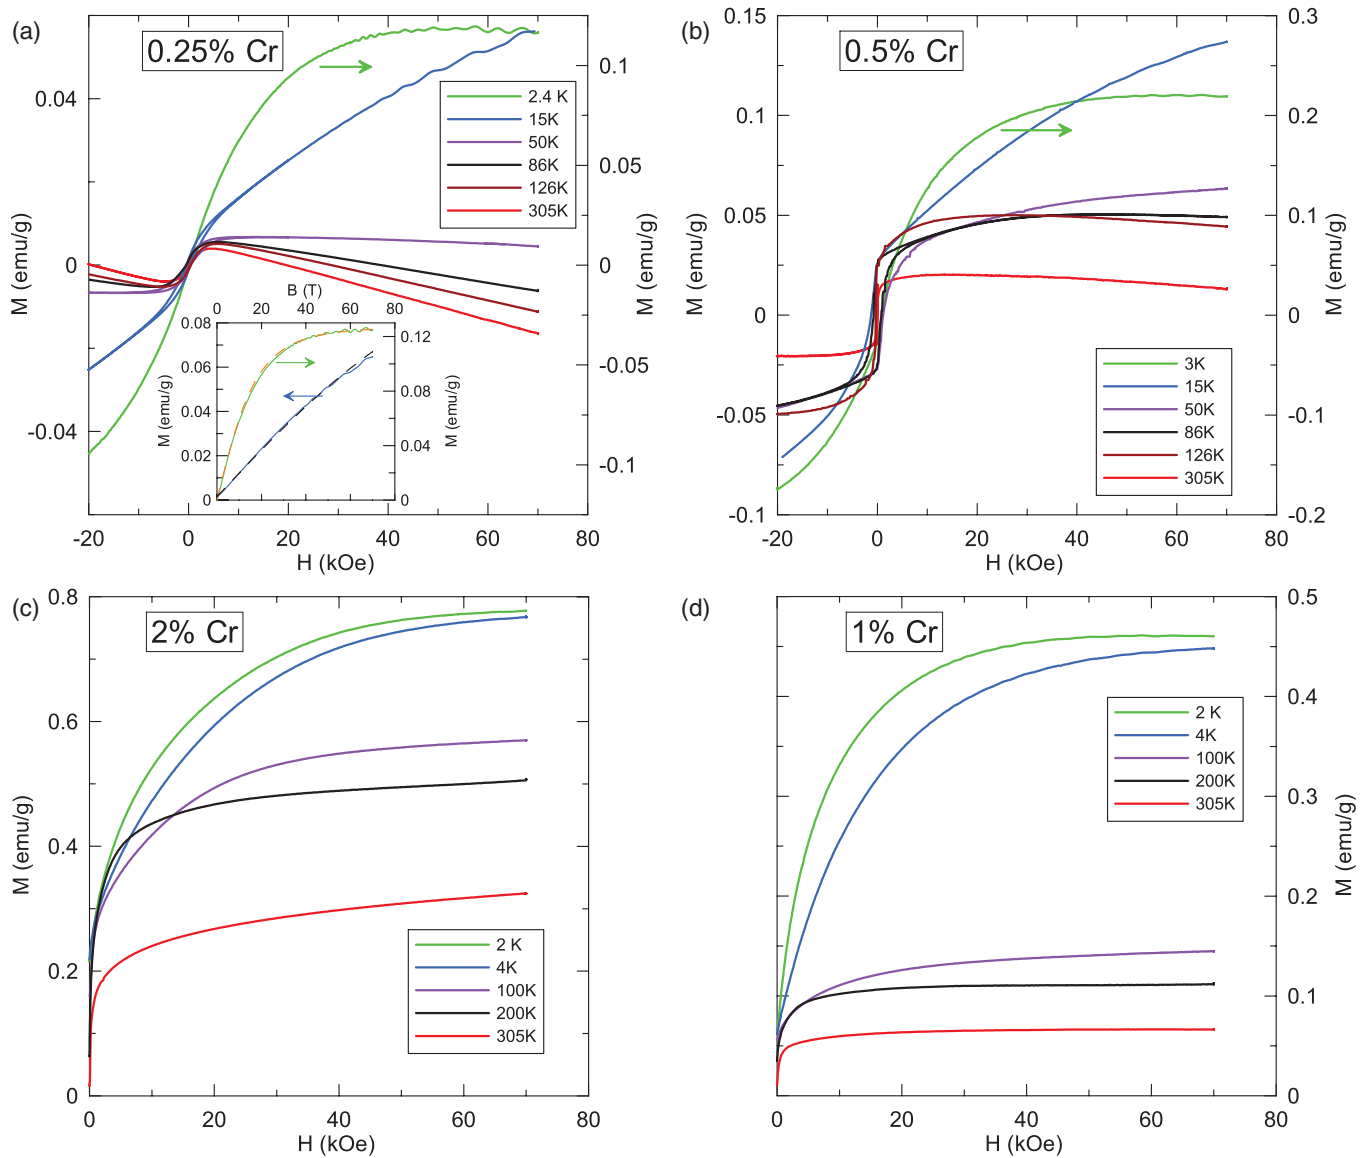 (a)
0.25% Cr
0.04
0
-0.04
M (emu/g)
0.1
0.05
0
-0.05
-0.1
M (emu/g)
2.4 K
15K
50K
86K
126K
305K
-20
0
20
40
60
80
H (kOe)
B (T)
0
20
40
60
80
0.08
0.06
0.04
0.02
0
M (emu/g)
0.12
0.08
0.04
0
M (emu/g)
(b)
0.5% Cr
0.15
0.1
0.05
0
-0.05
-0.1
M (emu/g)
0.3
0.2
0.1
0
-0.1
-0.2
M (emu/g)
3K
15K
50K
86K
126K
305K
-20
0
20
40
60
80
H (kOe)
(c)
2% Cr
0.8
0.6
0.4
0.2
0
M (emu/g)
2 K
4K
100K
200K
305K
0
20
40
60
80
H (kOe)
(d)
1% Cr
0.5
0.4
0.3
0.2
0.1
0
M (emu/g)
2 K
4K
100K
200K
305K
0
20
40
60
80
H (kOe)